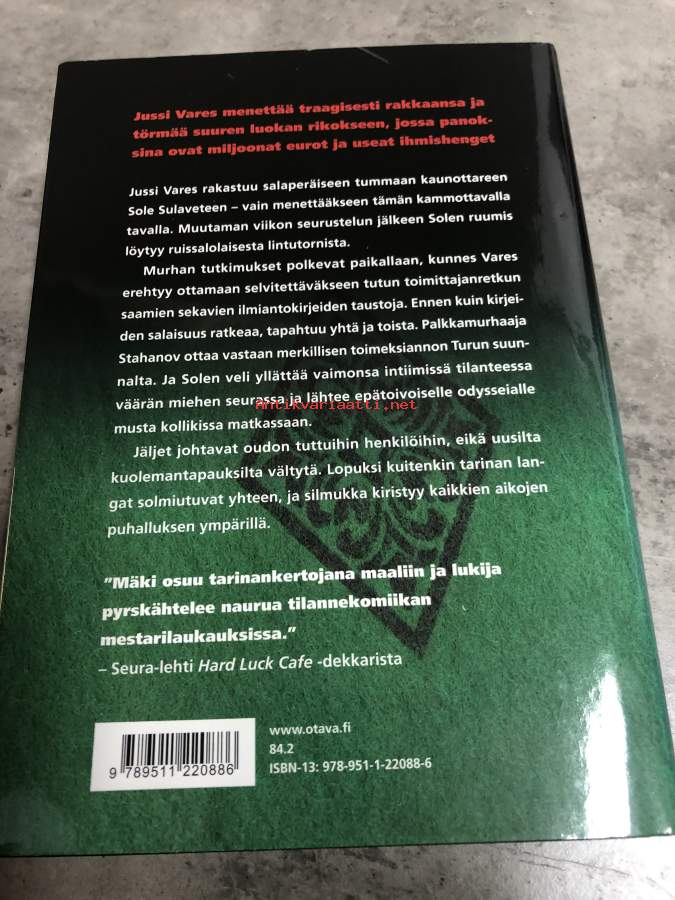 Jussi Vares menettää traagisesti rakkaansa ja
törmää suuren luokan rikokseen, jossa panok-
sina ovat miljoonat eurot ja useat ihmishenget
Jussi Vares rakastuu salaperäiseen tummaan kaunottareen
Sole Sulaveteen – vain menettääkseen tämän kammottavalla
tavalla. Muutaman viikon seurustelun jälkeen Solen ruumis
löytyy ruissalolaisesta lintutornista.
Murhan tutkimukset polkevat paikallaan, kunnes Vares
erehtyy ottamaan selvitettäväkseen tutun toimittajanretkun
saamien sekavien ilmiantokirjeiden taustoja. Ennen kuin kirjei-
den salaisuus ratkeaa, tapahtuu yhtä ja toista. Palkkamurhaaja
Stahanov ottaa vastaan merkillisen toimeksiannon Turun suun-
nalta. Ja Solen veli yllättää vaimonsa intiimissä tilanteessa
väärän miehen seurassa ja lähtee epätoivoiselle odysseialle
antikvariaatti.net
musta kollikissa matkassaan.
Jäljet johtavat oudon tuttuihin henkilöihin, eikä uusilta
kuolemantapauksilta vältytä. Lopuksi kuitenkin tarinan lan-
gat solmiutuvat yhteen, ja silmukka kiristyy kaikkien aikojen
puhalluksen ympärillä.
”Mäki osuu tarinankertojana maaliin ja lukija
pyrskähtelee naurua tilannekomiikan
mestarilaukauksissa.”
– Seura-lehti Hard Luck Cafe -dekkarista
www.otava.fi
84.2
ISBN-13: 978-951-1-22088-6
9 789511 220886